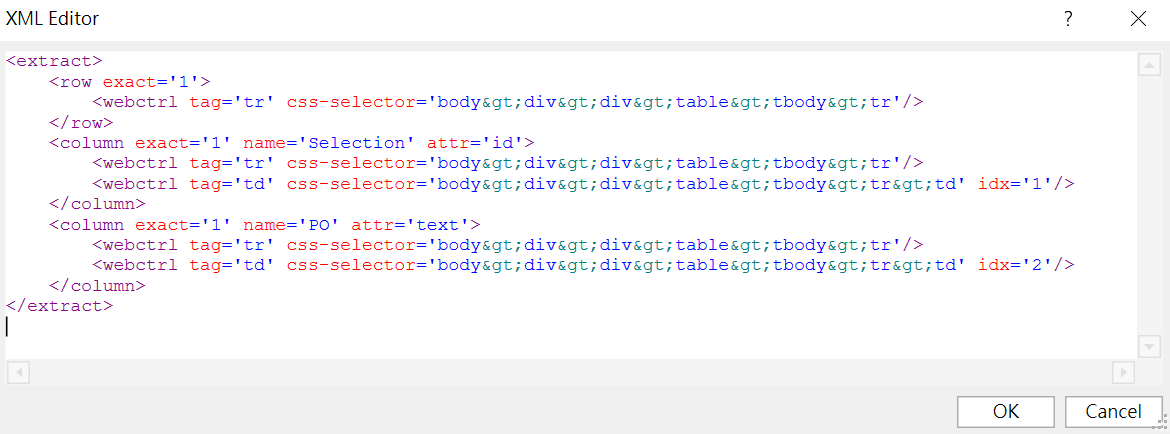 XML Editor
<extract>
    <row exact='1'>
        <webctrl tag='tr' css-selector='body&gt;div&gt;div&gt;table&gt;tbody&gt;tr'/>
    </row>
    <column exact='1' name='Selection' attr='id'>
        <webctrl tag='tr' css-selector='body&gt;div&gt;div&gt;table&gt;tbody&gt;tr'/>
        <webctrl tag='td' css-selector='body&gt;div&gt;div&gt;table&gt;tbody&gt;tr&gt;td' idx='1'/>
    </column>
    <column exact='1' name='PO' attr='text'>
        <webctrl tag='tr' css-selector='body&gt;div&gt;div&gt;table&gt;tbody&gt;tr'/>
        <webctrl tag='td' css-selector='body&gt;div&gt;div&gt;table&gt;tbody&gt;tr&gt;td' idx='2'/>
    </column>
</extract>
OK Cancel